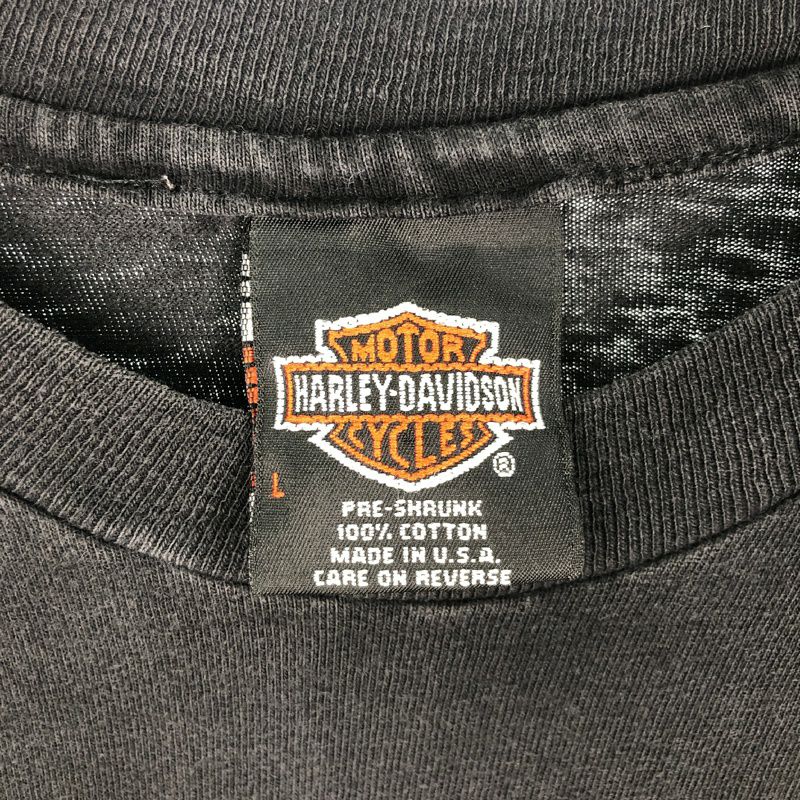 MOTOR
HARLEY-DAVIDSON
CYCLES
®
L
PRE-SHRUNK
100% COTTON
MADE IN U.S.A.
CARE ON REVERSE